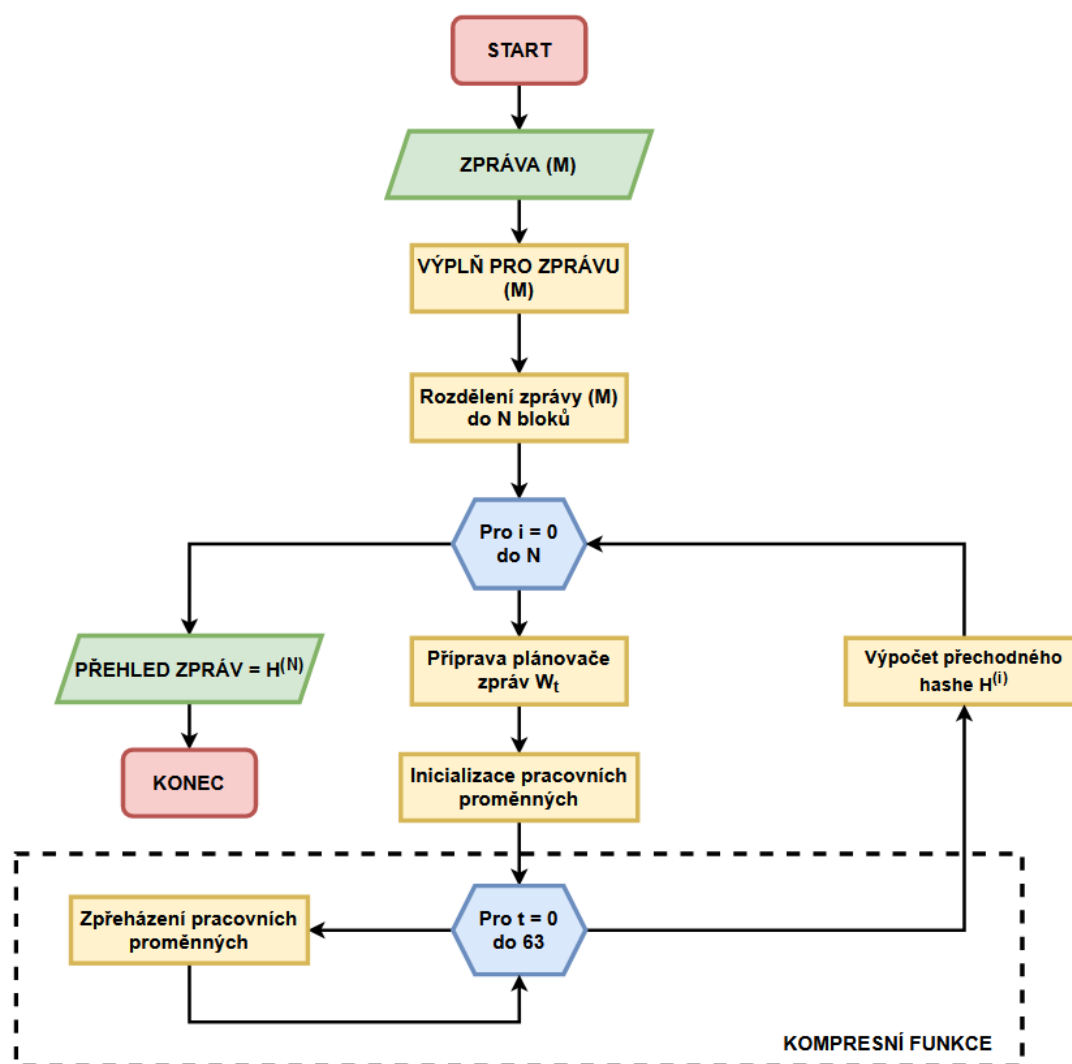 START
ZPRÁVA (M)
VÝPLŇ PRO ZPRÁVU
(M)
Rozdělení zprávy (M)
do N bloků
Pro i = 0
do N
PŘEHLED ZPRÁV = H^(N)
KONEC
Příprava plánovače
zpráv W_t
Výpočet přechodného
hashe H^(i)
Inicializace pracovních
proměnných
Zpřeházení pracovních
proměnných
Pro t = 0
do 63
KOMPRESNÍ FUNKCE